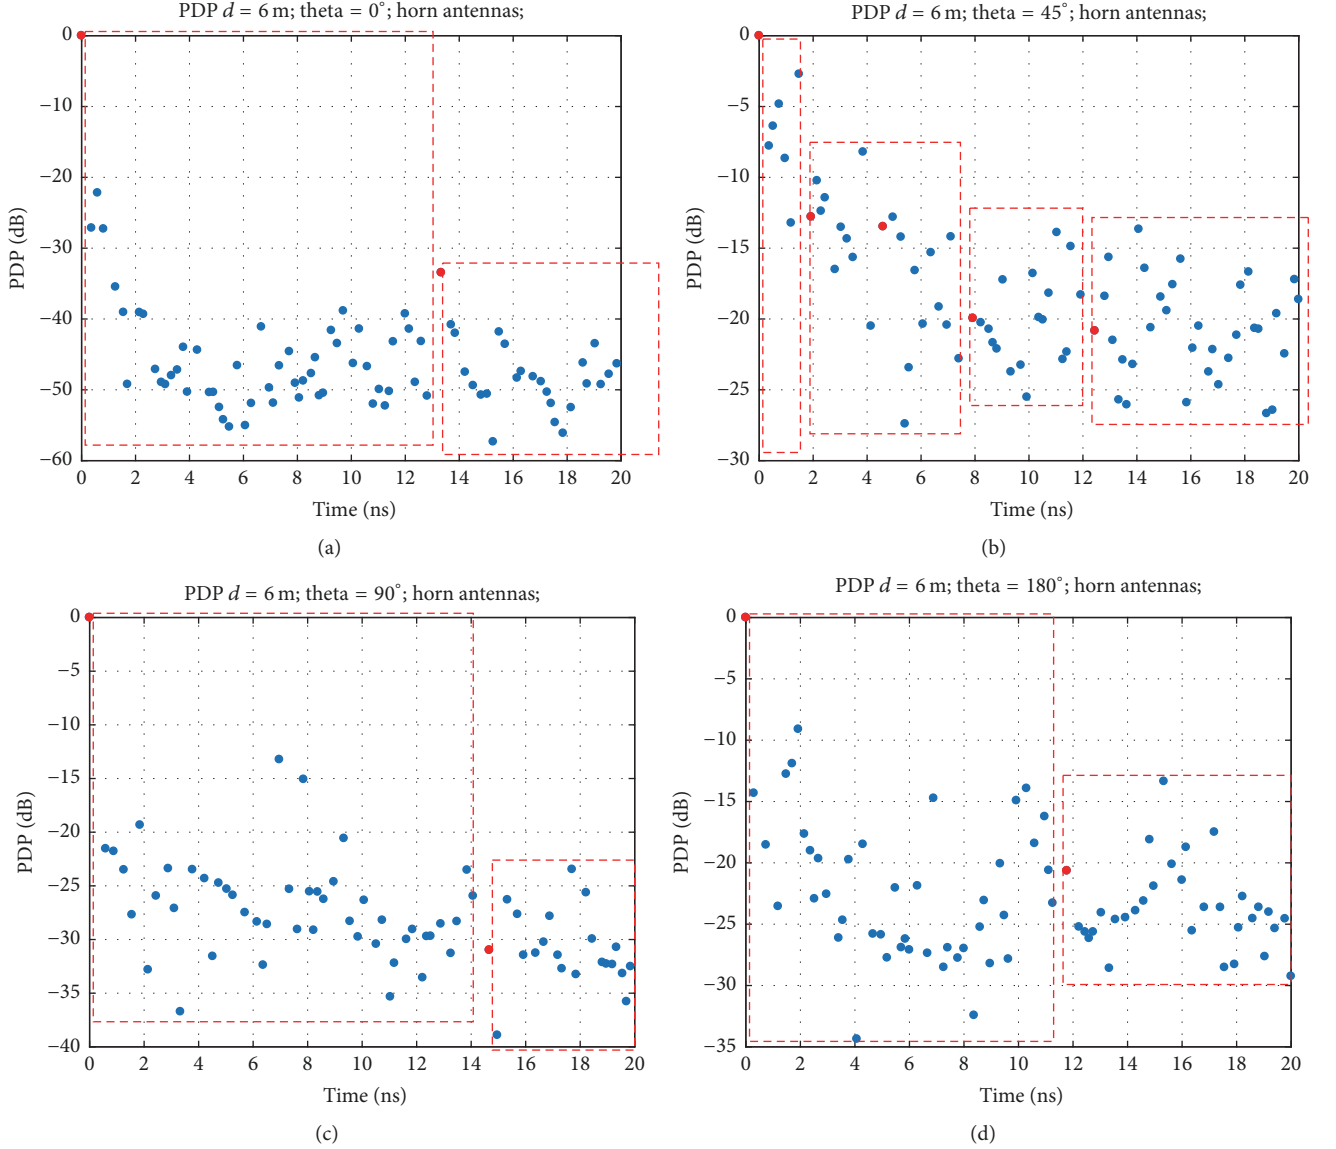 PDP d = 6 m; theta = 0°; horn antennas;
0
−10
−20
−30
−40
−50
−60
PDP (dB)
0 2 4 6 8 10 12 14 16 18 20
Time (ns)
(a)
PDP d = 6 m; theta = 45°; horn antennas;
0
−5
−10
−15
−20
−25
−30
PDP (dB)
0 2 4 6 8 10 12 14 16 18 20
Time (ns)
(b)
PDP d = 6 m; theta = 90°; horn antennas;
0
−5
−10
−15
−20
−25
−30
−35
−40
PDP (dB)
0 2 4 6 8 10 12 14 16 18 20
Time (ns)
(c)
PDP d = 6 m; theta = 180°; horn antennas;
0
−5
−10
−15
−20
−25
−30
−35
PDP (dB)
0 2 4 6 8 10 12 14 16 18 20
Time (ns)
(d)